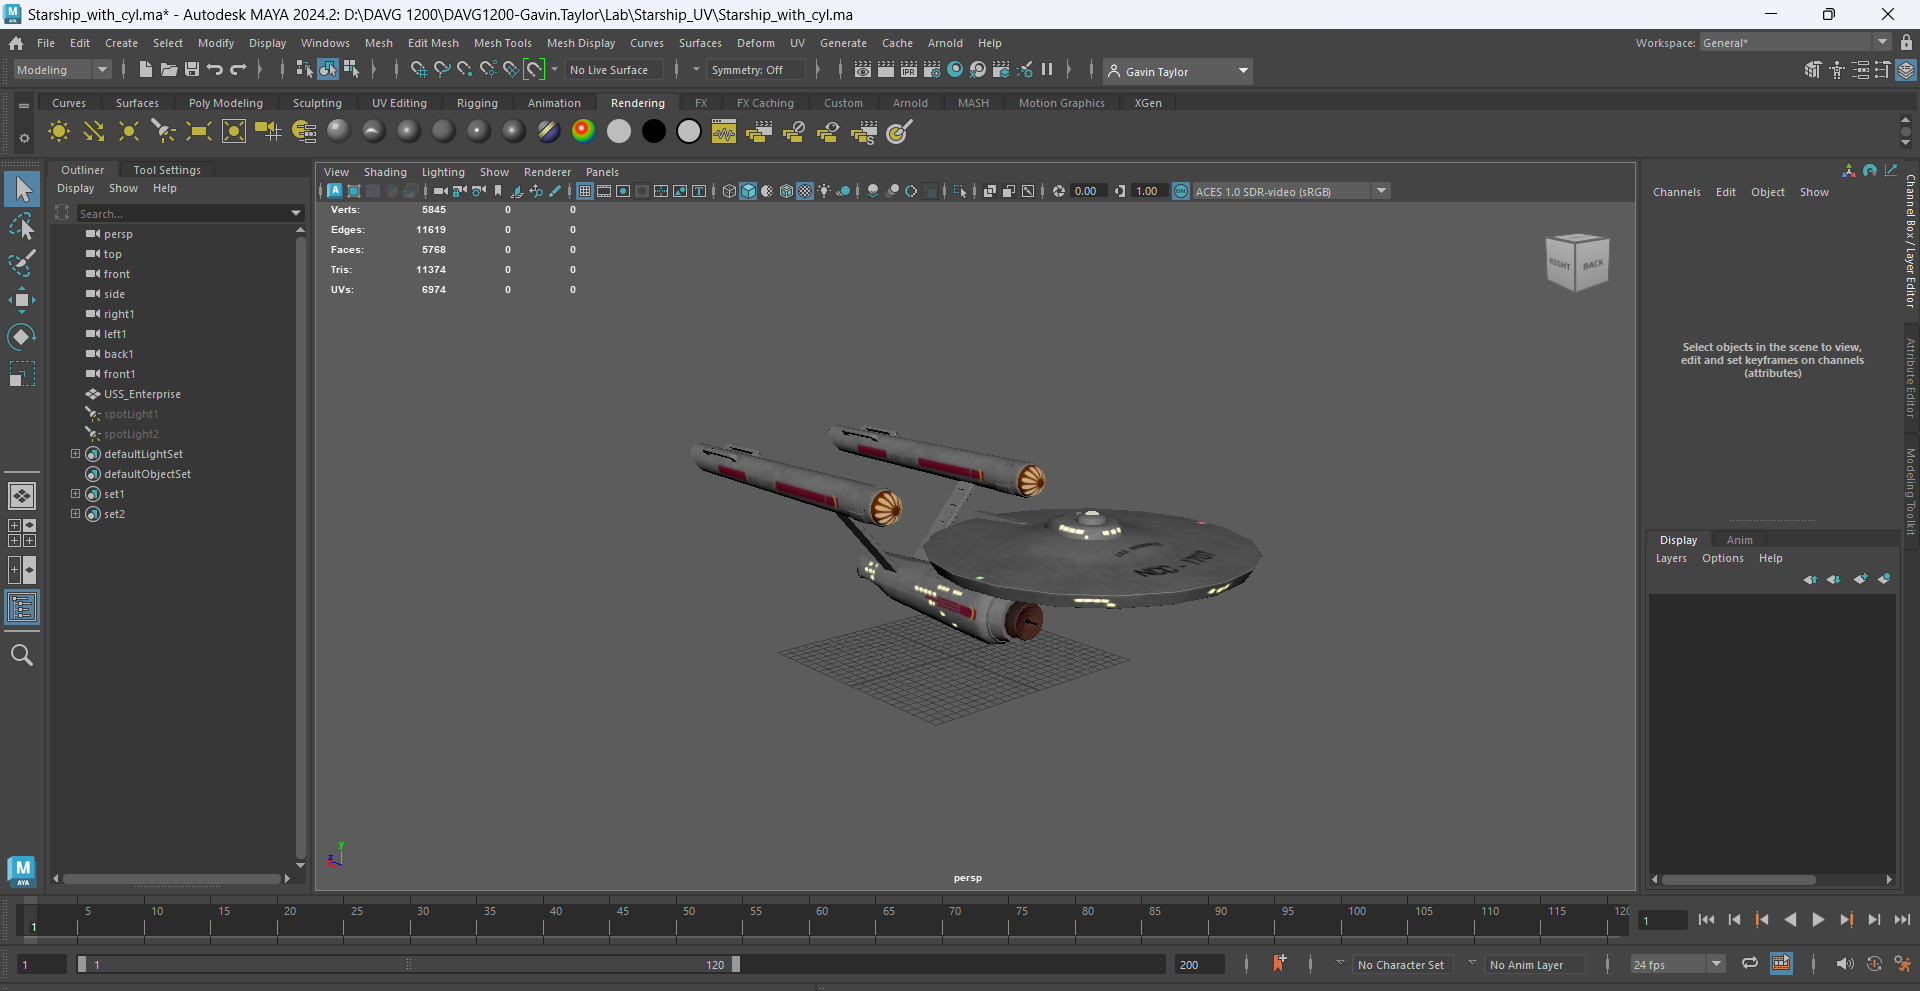 Starship_with_cyl.ma* - Autodesk MAYA 2024.2: D:\DAVG 1200\DAVG1200-Gavin.Taylor\Lab\Starship_UV\Starship_with_cyl.ma
File Edit Create Select Modify Display Windows Mesh Edit Mesh Mesh Tools Mesh Display Curves Surfaces Deform UV Generate Cache Arnold Help
Workspace: General*
Modeling
No Live Surface
Symmetry: Off
IPR
Gavin Taylor
Curves Surfaces Poly Modeling Sculpting UV Editing Rigging Animation Rendering FX FX Caching Custom Arnold MASH Motion Graphics XGen
Outliner Tool Settings
Display Show Help
Search...
persp
top
front
side
right1
left1
back1
front1
USS_Enterprise
spotLight1
spotLight2
defaultLightSet
defaultObjectSet
set1
set2
View Shading Lighting Show Renderer Panels
0.00
1.00
ACES 1.0 SDR-video (sRGB)
Verts: 5845 0 0
Edges: 11619 0 0
Faces: 5768 0 0
Tris: 11374 0 0
UVs: 6974 0 0
RIGHT BACK
NCC - 1701
y
z
persp
Channels Edit Object Show
Select objects in the scene to view,
edit and set keyframes on channels
(attributes)
Channel Box / Layer Editor
Attribute Editor
Modeling Toolkit
Display Anim
Layers Options Help
M
AYA
5 10 15 20 25 30 35 40 45 50 55 60 65 70 75 80 85 90 95 100 105 110 115 120
1
1
1
1
120
200
No Character Set
No Anim Layer
24 fps